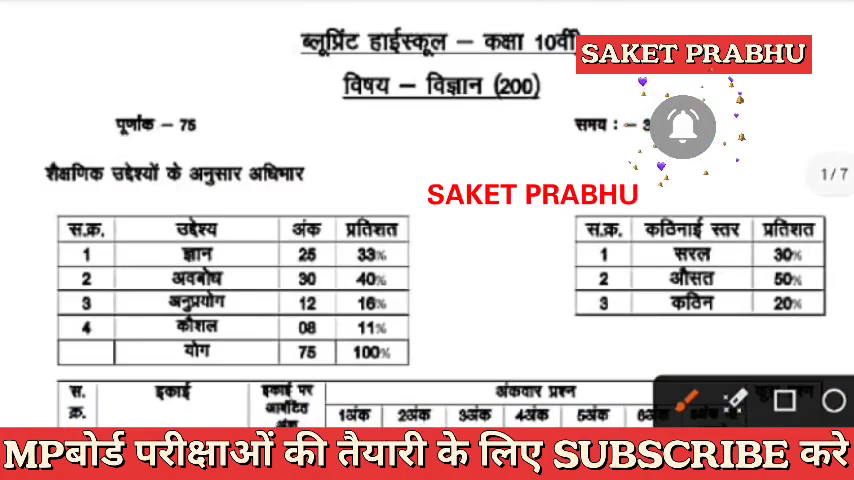 ब्लूप्रिंट हाईस्कूल – कक्षा 10वीं
SAKET PRABHU
विषय – विज्ञान (200)
पूर्णांक – 75
समय : – 3
शैक्षणिक उद्देश्यों के अनुसार अधिभार
1 / 7
SAKET PRABHU
स.क्र. उद्देश्य अंक प्रतिशत
1 ज्ञान 25 33%
2 अवबोध 30 40%
3 अनुप्रयोग 12 16%
4 कौशल 08 11%
योग 75 100%
स.क्र. कठिनाई स्तर प्रतिशत
1 सरल 30%
2 औसत 50%
3 कठिन 20%
स. क्र. इकाई इकाई पर आवंटित अंकवार प्रश्न
1अंक 2अंक 3अंक 4अंक 5अंक 6अंक
MPबोर्ड परीक्षाओं की तैयारी के लिए SUBSCRIBE करे